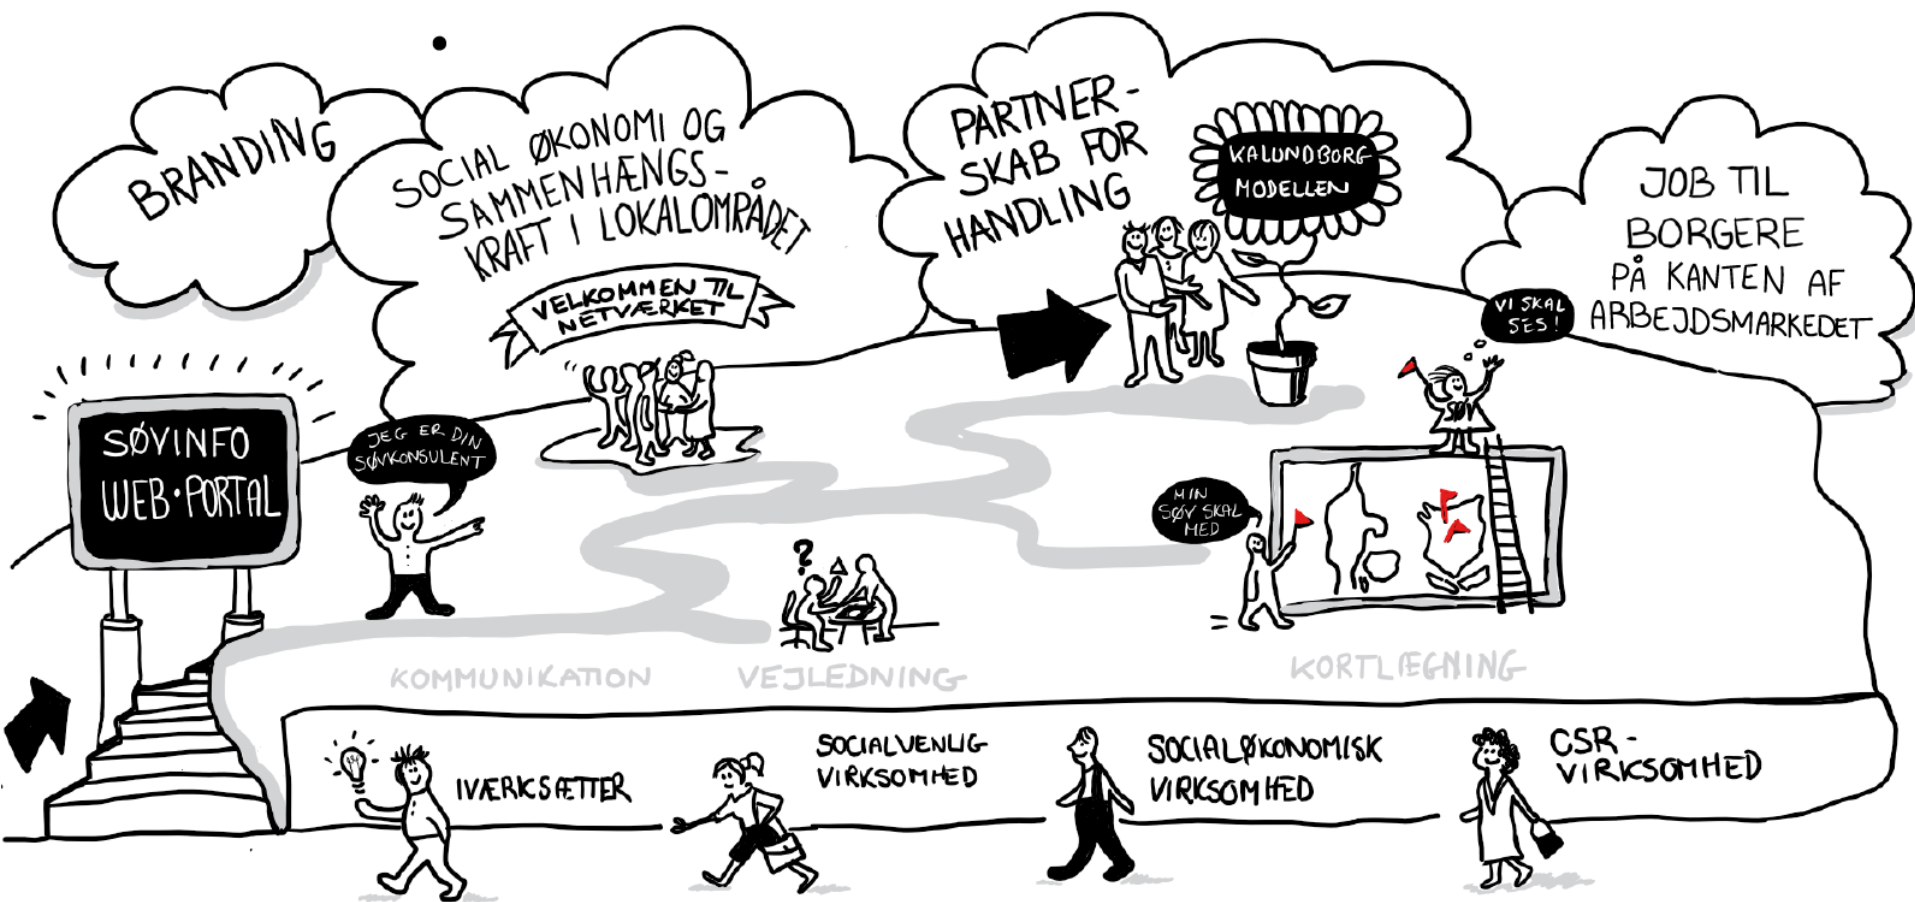 BRANDING
SOCIAL ØKONOMI OG
SAMMENHÆNGS-
KRAFT I LOKALOMRÅDET
VELKOMMEN TIL
NETVÆRKET
PARTNER-
SKAB FOR
HANDLING
KALUNDBORG
MODELLEN
JOB TIL
BORGERE
PÅ KANTEN AF
ARBEJDSMARKEDET
VI SKAL
SES!
SØV
SØVINFO
WEB•PORTAL
JEG ER DIN
SØVKONSULENT
?
MIN
SØV SKAL
MED
KOMMUNIKATION
VEJLEDNING
KORTLÆGNING
IVÆRKSÆTTER
SOCIALVENLIG
VIRKSOMHED
SOCIALØKONOMISK
VIRKSOMHED
CSR-
VIRKSOMHED